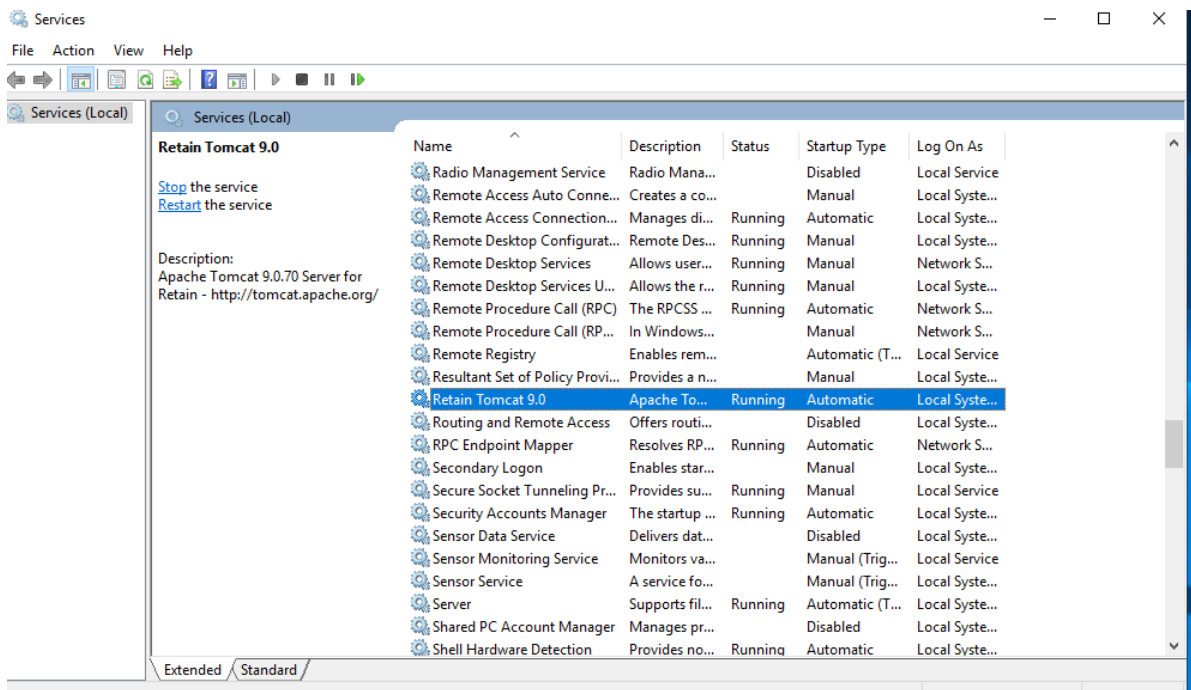 Services
File Action View Help
Services (Local)
Services (Local)
Retain Tomcat 9.0
Stop the service
Restart the service
Description:
Apache Tomcat 9.0.70 Server for
Retain - http://tomcat.apache.org/
Name Description Status Startup Type Log On As
Radio Management Service Radio Mana... Disabled Local Service
Remote Access Auto Conne... Creates a co... Manual Local Syste...
Remote Access Connection... Manages di... Running Automatic Local Syste...
Remote Desktop Configurat... Remote Des... Running Manual Local Syste...
Remote Desktop Services Allows user... Running Manual Network S...
Remote Desktop Services U... Allows the r... Running Manual Local Syste...
Remote Procedure Call (RPC) The RPCSS ... Running Automatic Network S...
Remote Procedure Call (RP... In Windows... Manual Network S...
Remote Registry Enables rem... Automatic (T... Local Service
Resultant Set of Policy Provi... Provides a n... Manual Local Syste...
Retain Tomcat 9.0 Apache To... Running Automatic Local Syste...
Routing and Remote Access Offers routi... Disabled Local Syste...
RPC Endpoint Mapper Resolves RP... Running Automatic Network S...
Secondary Logon Enables star... Manual Local Syste...
Secure Socket Tunneling Pr... Provides su... Running Manual Local Service
Security Accounts Manager The startup ... Running Automatic Local Syste...
Sensor Data Service Delivers dat... Disabled Local Syste...
Sensor Monitoring Service Monitors va... Manual (Trig... Local Service
Sensor Service A service fo... Manual (Trig... Local Syste...
Server Supports fil... Running Automatic (T... Local Syste...
Shared PC Account Manager Manages pr... Disabled Local Syste...
Shell Hardware Detection Provides no... Running Automatic Local Syste...
Extended Standard